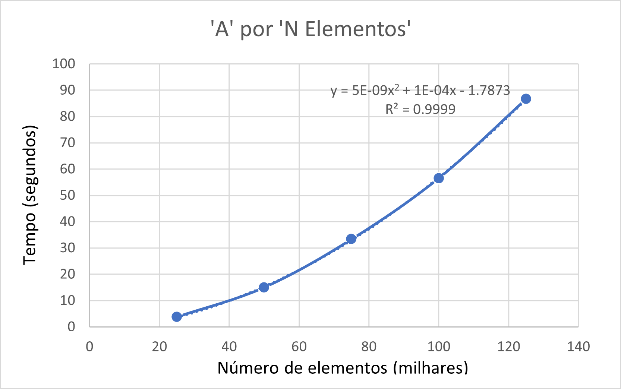 'A' por 'N Elementos'
y = 5E-09x² + 1E-04x - 1.7873
R² = 0.9999
Tempo (segundos)
100
90
80
70
60
50
40
30
20
10
0
0 20 40 60 80 100 120 140
Número de elementos (milhares)